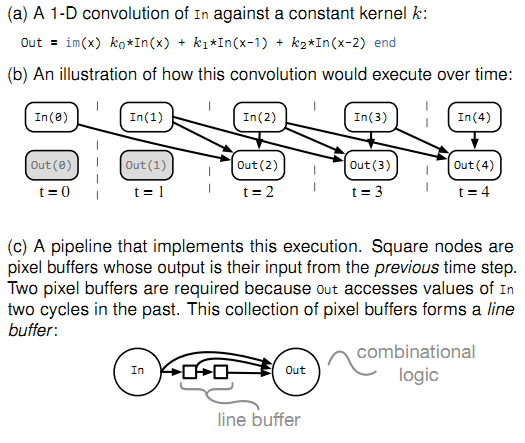 (a) A 1-D convolution of In against a constant kernel k:
Out = im(x) k₀*In(x) + k₁*In(x-1) + k₂*In(x-2) end
(b) An illustration of how this convolution would execute over time:
In(0) In(1) In(2) In(3) In(4)
Out(0) Out(1) Out(2) Out(3) Out(4)
t = 0 t = 1 t = 2 t = 3 t = 4
(c) A pipeline that implements this execution. Square nodes are
pixel buffers whose output is their input from the previous time step.
Two pixel buffers are required because Out accesses values of In
two cycles in the past. This collection of pixel buffers forms a line
buffer:
In Out
combinational
logic
line buffer